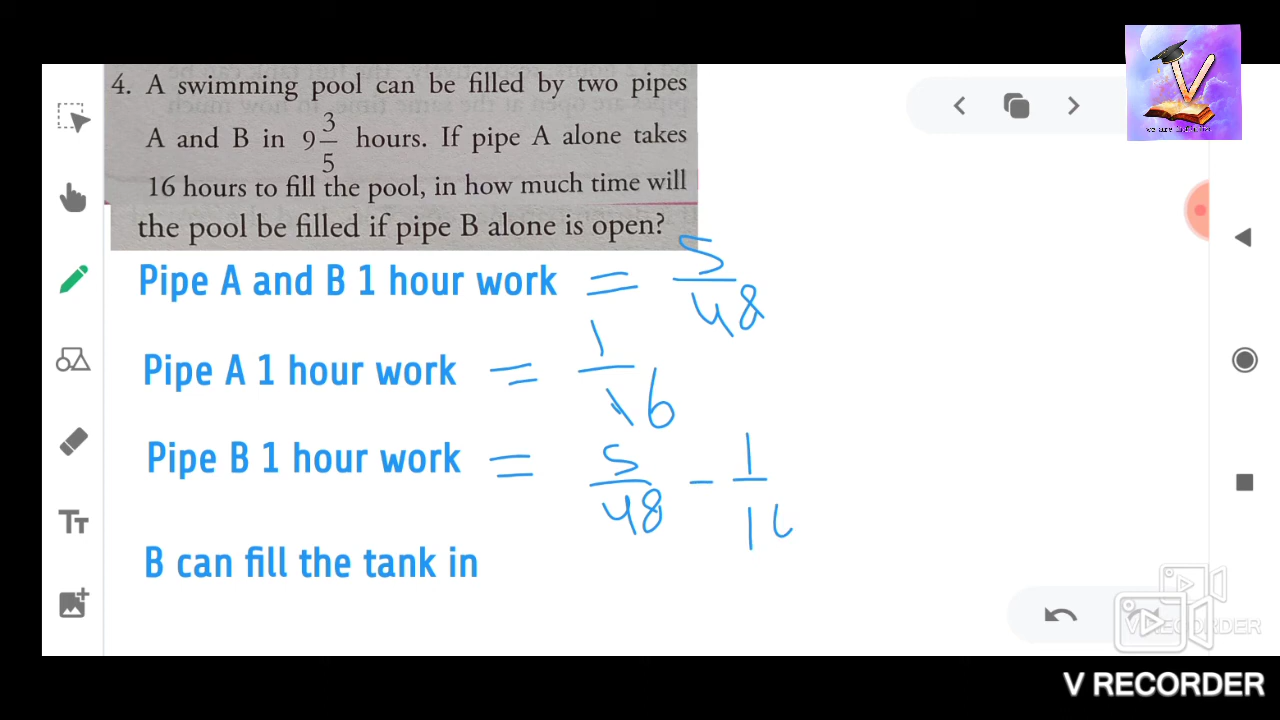 4. A swimming pool can be filled by two pipes
A and B in 9 3/5 hours. If pipe A alone takes
16 hours to fill the pool, in how much time will
the pool be filled if pipe B alone is open?
Pipe A and B 1 hour work = 5/48
Pipe A 1 hour work = 1/16
Pipe B 1 hour work = 5/48 - 1/1
B can fill the tank in
Tт
V
V RECORDER
V RECORDER